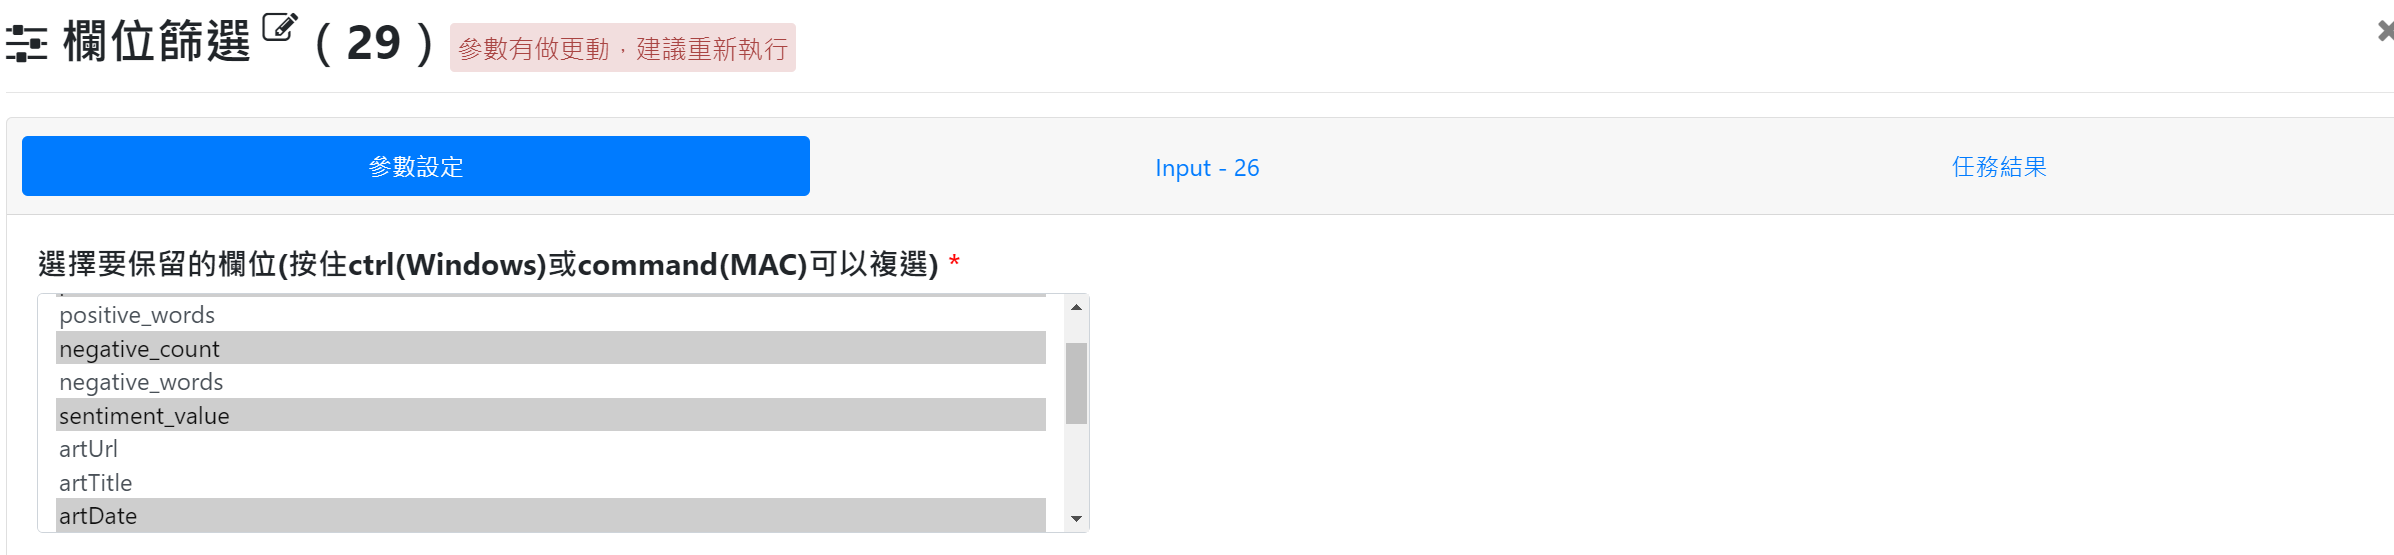 欄位篩選 ( 29 ) 參數有做更動，建議重新執行
參數設定 Input - 26 任務結果
選擇要保留的欄位(按住ctrl(Windows)或command(MAC)可以複選) *
positive_words
negative_count
negative_words
sentiment_value
artUrl
artTitle
artDate